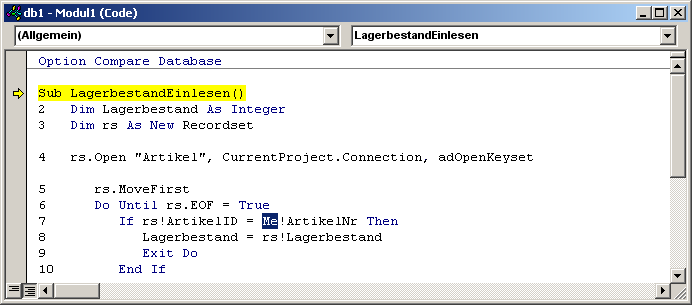 db1 - Modul1 (Code)
(Allgemein) LagerbestandEinlesen
Option Compare Database
Sub LagerbestandEinlesen()
2 Dim Lagerbestand As Integer
3 Dim rs As New Recordset
4 rs.Open "Artikel", CurrentProject.Connection, adOpenKeyset
5 rs.MoveFirst
6 Do Until rs.EOF = True
7 If rs!ArtikelID = Me!ArtikelNr Then
8 Lagerbestand = rs!Lagerbestand
9 Exit Do
10 End If